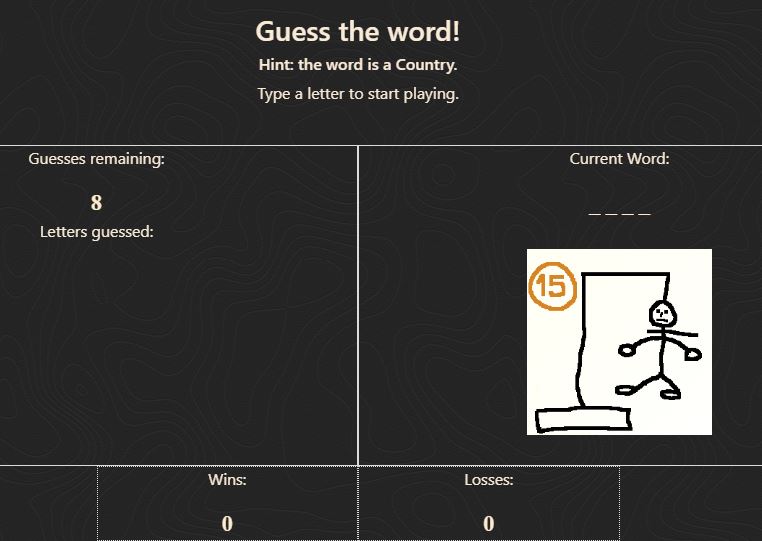 Guess the word!
Hint: the word is a Country.
Type a letter to start playing.
Guesses remaining:
8
Letters guessed:
Current Word:
_ _ _ _
15
Wins:
0
Losses:
0